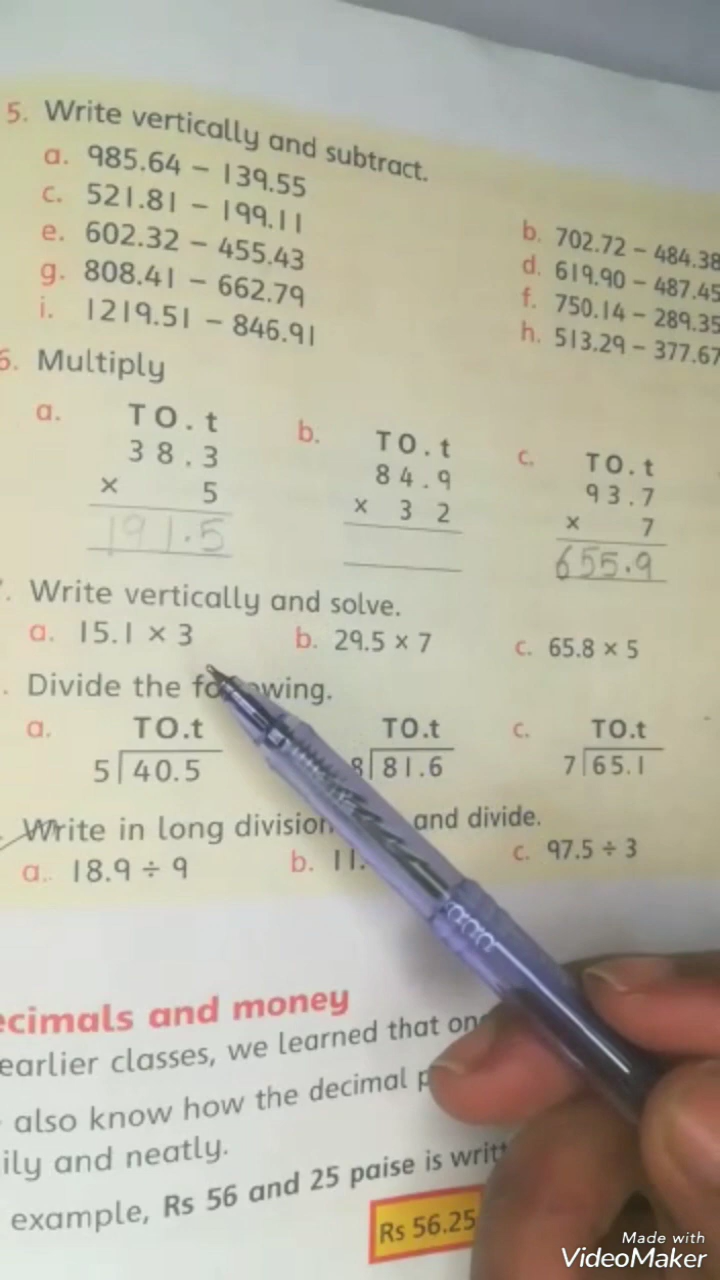 5. Write vertically and subtract.
a. 985.64 – 139.55
b. 702.72 – 484.38
c. 521.81 – 199.11
d. 619.90 – 487.45
e. 602.32 – 455.43
f. 750.14 – 289.35
g. 808.41 – 662.79
h. 513.29 – 377.67
i. 1219.51 – 846.91
6. Multiply
a. T O . t
38.3
× 5
191.5
b. T O . t
84.9
× 32
c. T O . t
93.7
× 7
655.9
. Write vertically and solve.
a. 15.1 × 3 b. 29.5 × 7 c. 65.8 × 5
. Divide the
a. TO.t
5 40.5
TO.t
8 81.6
c. TO.t
7 65.1
Write in long division and divide.
a. 18.9 ÷ 9 b. 11. c. 97.5 ÷ 3
ecimals and money
earlier classes, we learned that
also know how the decimal
ily and neatly.
example, Rs 56 and 25 paise is
Rs 56.25
Made with
VideoMaker